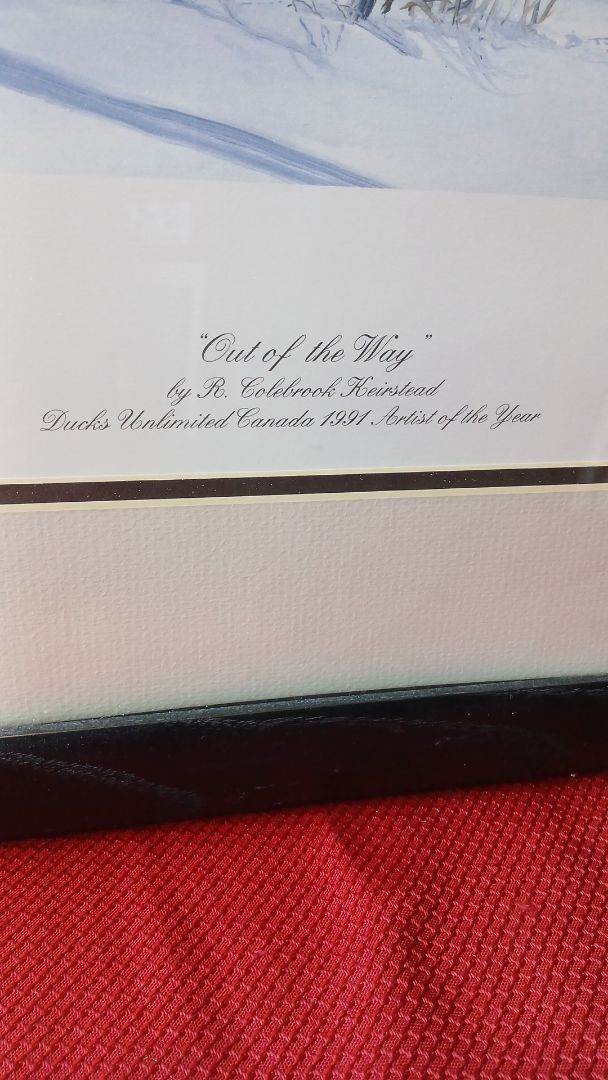 "Out of the Way"
by R. Colebrook Keirstead
Ducks Unlimited Canada 1991 Artist of the Year